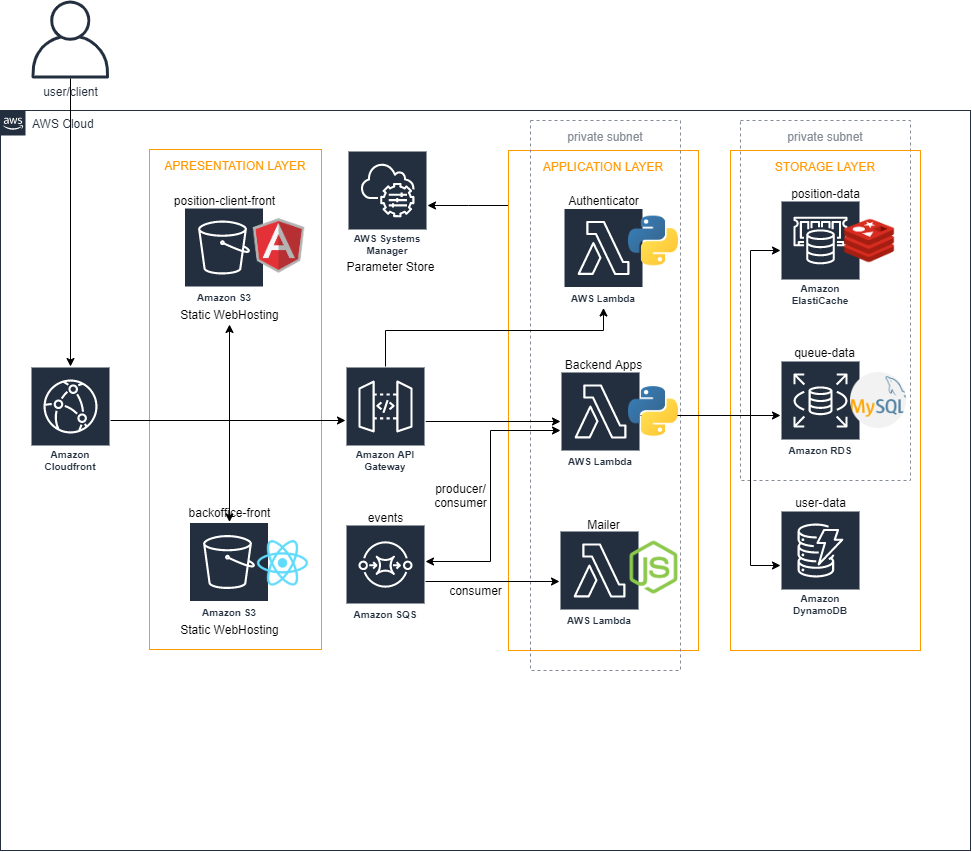 user/client
aws
AWS Cloud
private subnet
private subnet
APRESENTATION LAYER
APPLICATION LAYER
STORAGE LAYER
position-client-front
A
Amazon S3
Static WebHosting
AWS Systems
Manager
Parameter Store
Authenticator
AWS Lambda
position-data
Amazon
ElastiCache
Amazon
Cloudfront
</>
Amazon API
Gateway
Backend Apps
AWS Lambda
queue-data
MySQL
Amazon RDS
producer/
consumer
backoffice-front
Amazon S3
Static WebHosting
events
Amazon SQS
consumer
Mailer
JS
AWS Lambda
user-data
Amazon
DynamoDB